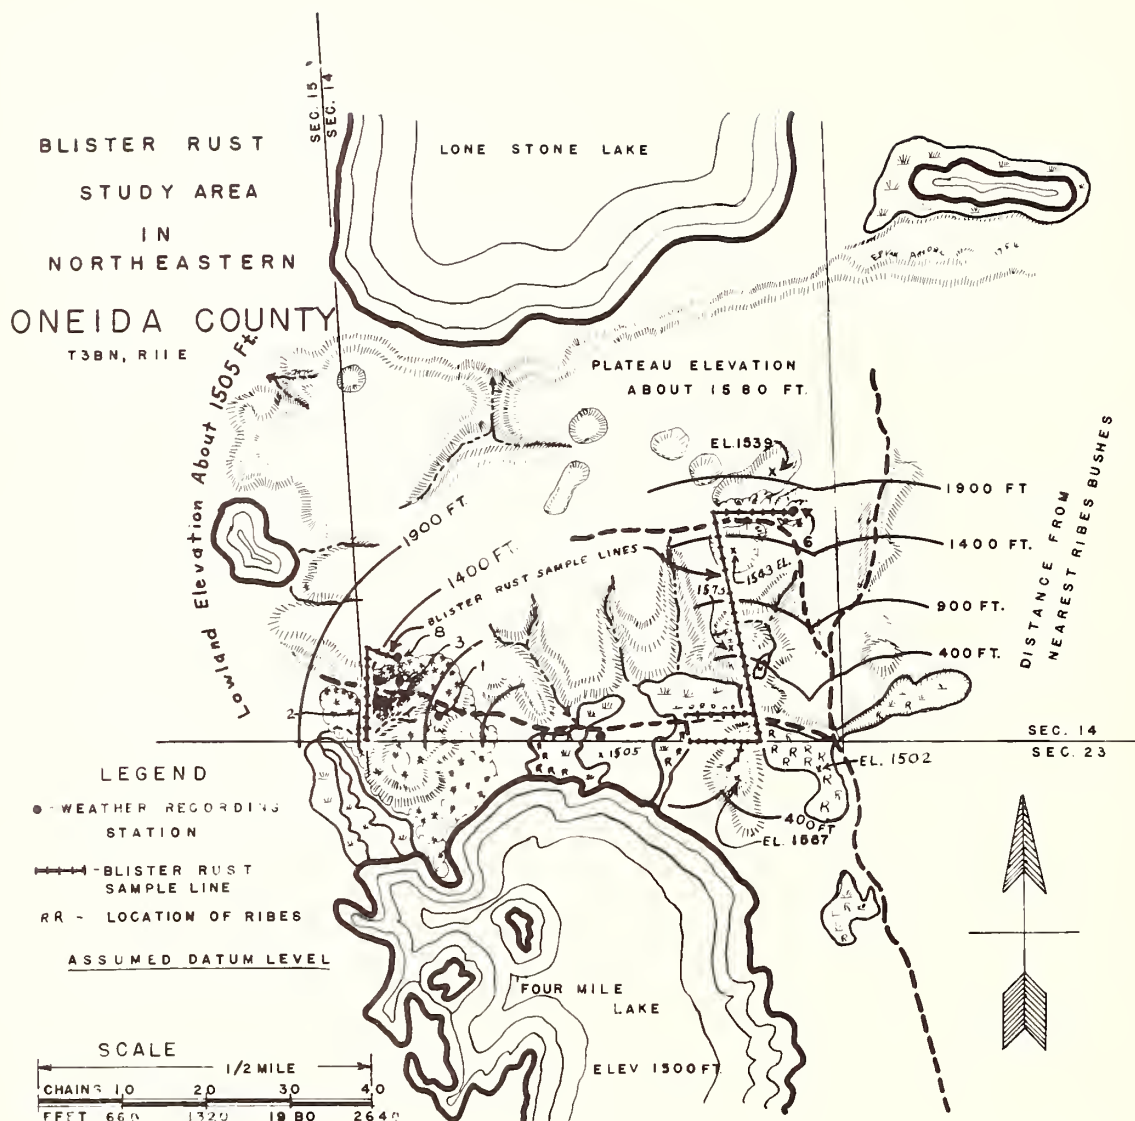 SEC. 15
SEC. 14
BLISTER RUST
STUDY AREA
IN
NORTHEASTERN
ONEIDA COUNTY
T3BN, R11E
LONE STONE LAKE
1954
Lowland Elevation About 1505 Ft.
PLATEAU ELEVATION
ABOUT 1580 FT.
EL. 1539
1900 FT.
1400 FT.
BLISTER RUST SAMPLE LINES
1900 FT
1400 FT.
900 FT.
400 FT.
DISTANCE FROM
NEAREST RIBES BUSHES
6
1543 EL.
1573
8
3
1
2
1
R
R
R
R R
R R R
1505
R
R
R
R R R
R R
R
R
EL. 1502
SEC. 14
SEC. 23
400 FT
EL. 1567
R
R
LEGEND
- WEATHER RECORDING
STATION
- BLISTER RUST
SAMPLE LINE
RR - LOCATION OF RIBES
ASSUMED DATUM LEVEL
FOUR MILE
LAKE
ELEV 1500 FT.
SCALE
1/2 MILE
CHAINS 10 20 30 40
FEET 660 1320 1980 2640